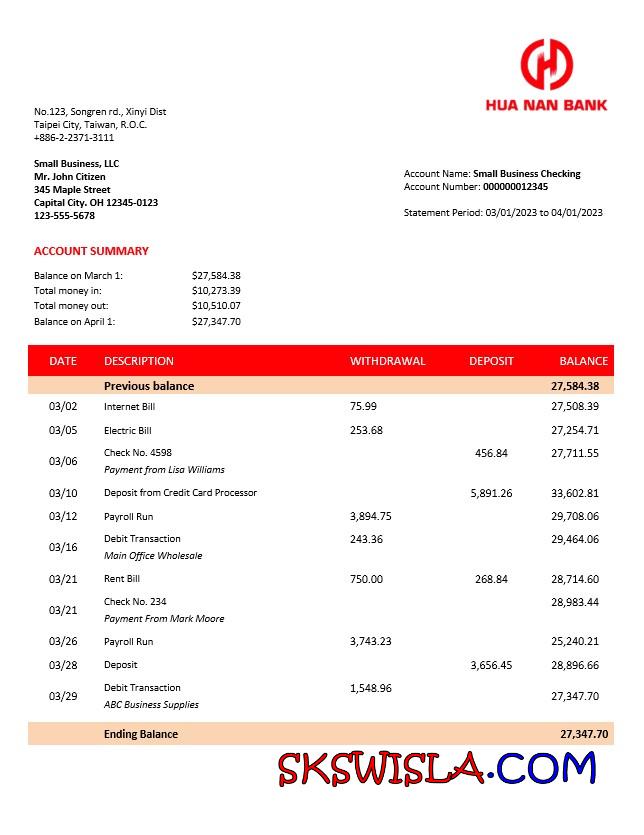 HUA NAN BANK
No.123, Songren rd., Xinyi Dist
Taipei City, Taiwan, R.O.C.
+886-2-2371-3111
Small Business, LLC
Mr. John Citizen
345 Maple Street
Capital City. OH 12345-0123
123-555-5678
Account Name: Small Business Checking
Account Number: 000000012345
Statement Period: 03/01/2023 to 04/01/2023
ACCOUNT SUMMARY
Balance on March 1: $27,584.38
Total money in: $10,273.39
Total money out: $10,510.07
Balance on April 1: $27,347.70
DATE DESCRIPTION WITHDRAWAL DEPOSIT BALANCE
Previous balance 27,584.38
03/02 Internet Bill 75.99 27,508.39
03/05 Electric Bill 253.68 27,254.71
03/06 Check No. 4598 456.84 27,711.55
Payment from Lisa Williams
03/10 Deposit from Credit Card Processor 5,891.26 33,602.81
03/12 Payroll Run 3,894.75 29,708.06
03/16 Debit Transaction 243.36 29,464.06
Main Office Wholesale
03/21 Rent Bill 750.00 268.84 28,714.60
03/21 Check No. 234 28,983.44
Payment From Mark Moore
03/26 Payroll Run 3,743.23 25,240.21
03/28 Deposit 3,656.45 28,896.66
03/29 Debit Transaction 1,548.96 27,347.70
ABC Business Supplies
Ending Balance 27,347.70
SKSWISLA.COM